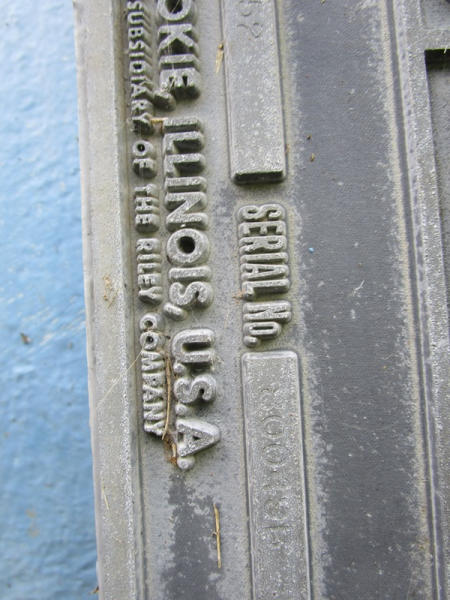 SERIAL No.
OKIE, ILLINOIS, U.S.A.
SUBSIDIARY OF THE RILEY COMPANY